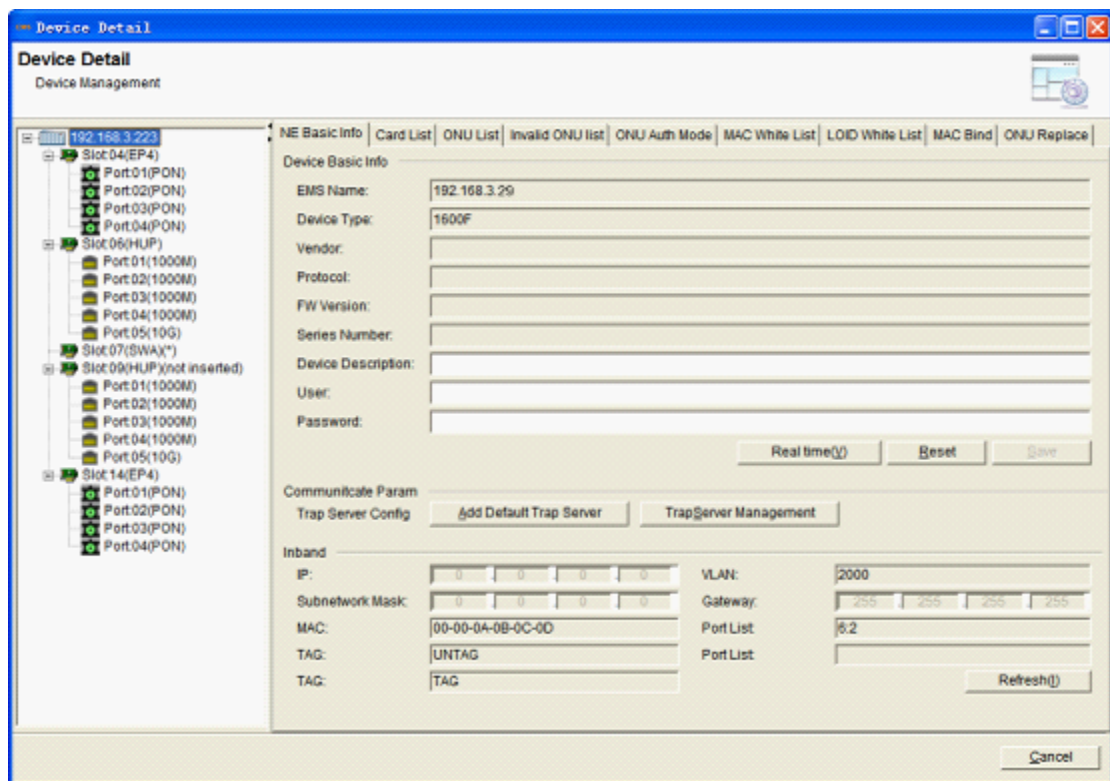 Device Detail
Device Detail
Device Management
192.168.3.223
Slot:04(EP4)
Port:01(PON)
Port:02(PON)
Port:03(PON)
Port:04(PON)
Slot:06(HUP)
Port:01(1000M)
Port:02(1000M)
Port:03(1000M)
Port:04(1000M)
Port:05(10G)
Slot:07(SWA)(*)
Slot:09(HUP)(not inserted)
Port:01(1000M)
Port:02(1000M)
Port:03(1000M)
Port:04(1000M)
Port:05(10G)
Slot:14(EP4)
Port:01(PON)
Port:02(PON)
Port:03(PON)
Port:04(PON)
NE Basic Info Card List ONU List Invalid ONU list ONU Auth Mode MAC White List LOID White List MAC Bind ONU Replace
Device Basic Info
EMS Name: 192.168.3.29
Device Type: 1600F
Vendor:
Protocol:
FW Version:
Series Number:
Device Description:
User:
Password:
Real time(V) Reset Save
Communitcate Param
Trap Server Config Add Default Trap Server TrapServer Management
Inband
IP: 0 . 0 . 0 . 0 VLAN: 2000
Subnetwork Mask: 0 . 0 . 0 . 0 Gateway: 255 . 255 . 255 . 255
MAC: 00-00-0A-0B-0C-0D Port List: 6:2
TAG: UNTAG Port List:
TAG: TAG Refresh(I)
Cancel